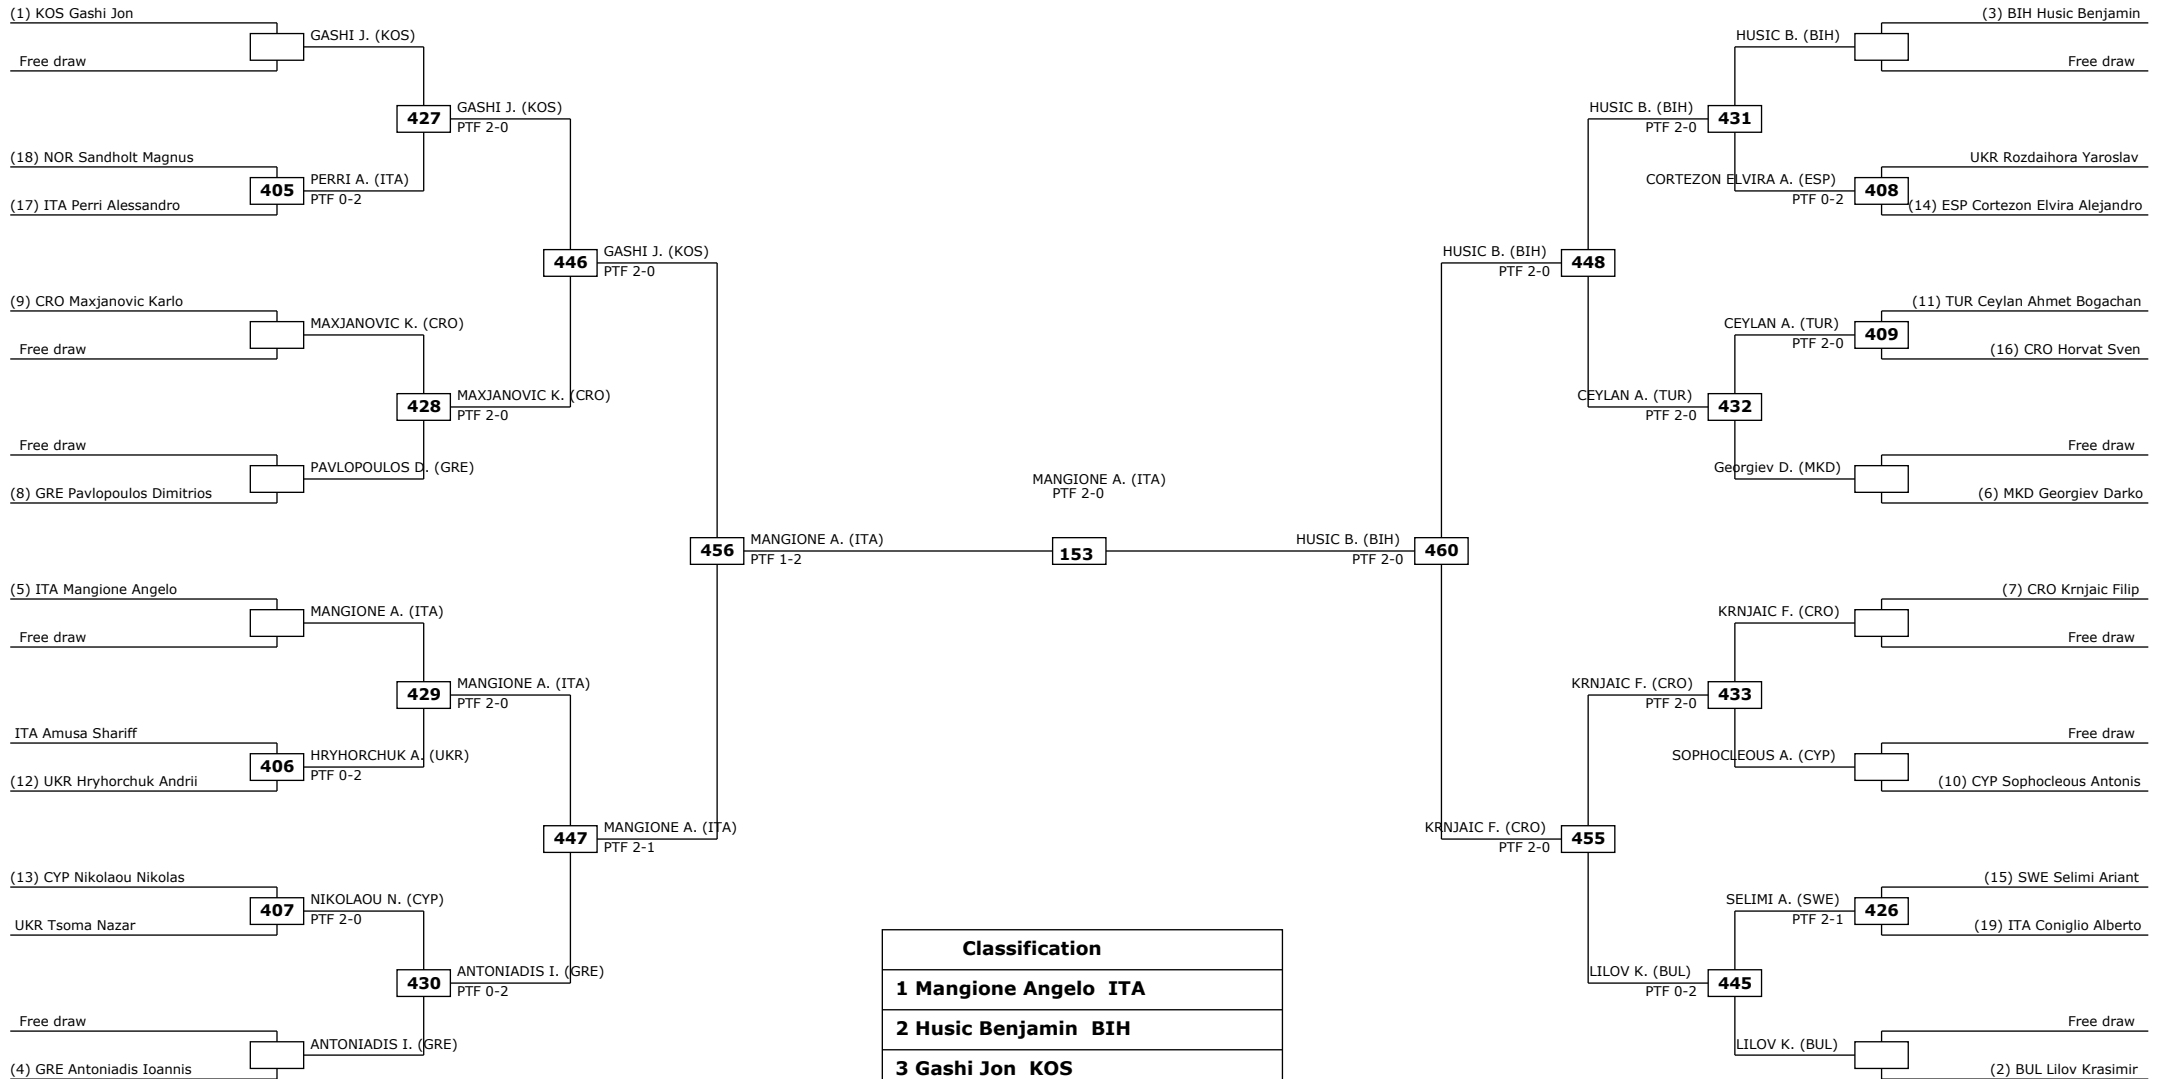 (1) KOS Gashi Jon
GASHI J. (KOS)
Free draw
GASHI J. (KOS)
427
PTF 2-0
(18) NOR Sandholt Magnus
PERRI A. (ITA)
405
PTF 0-2
(17) ITA Perri Alessandro
GASHI J. (KOS)
446
PTF 2-0
(9) CRO Maxjanovic Karlo
MAXJANOVIC K. (CRO)
Free draw
MAXJANOVIC K. (CRO)
428
PTF 2-0
Free draw
PAVLOPOULOS D. (GRE)
(8) GRE Pavlopoulos Dimitrios
MANGIONE A. (ITA)
456
PTF 1-2
(5) ITA Mangione Angelo
MANGIONE A. (ITA)
Free draw
MANGIONE A. (ITA)
429
PTF 2-0
ITA Amusa Shariff
HRYHORCHUK A. (UKR)
406
PTF 0-2
(12) UKR Hryhorchuk Andrii
MANGIONE A. (ITA)
447
PTF 2-1
(13) CYP Nikolaou Nikolas
NIKOLAOU N. (CYP)
407
PTF 2-0
UKR Tsoma Nazar
ANTONIADIS I. (GRE)
430
PTF 0-2
Free draw
ANTONIADIS I. (GRE)
(4) GRE Antoniadis Ioannis
MANGIONE A. (ITA)
PTF 2-0
153
(3) BIH Husic Benjamin
HUSIC B. (BIH)
Free draw
HUSIC B. (BIH)
431
PTF 2-0
UKR Rozdaihora Yaroslav
CORTEZON ELVIRA A. (ESP)
408
PTF 0-2
(14) ESP Cortezon Elvira Alejandro
HUSIC B. (BIH)
448
PTF 2-0
(11) TUR Ceylan Ahmet Bogachan
CEYLAN A. (TUR)
409
PTF 2-0
(16) CRO Horvat Sven
CEYLAN A. (TUR)
432
PTF 2-0
Free draw
Georgiev D. (MKD)
(6) MKD Georgiev Darko
HUSIC B. (BIH)
460
PTF 2-0
(7) CRO Krnjaic Filip
KRNJAIC F. (CRO)
Free draw
KRNJAIC F. (CRO)
433
PTF 2-0
Free draw
SOPHOCLEOUS A. (CYP)
(10) CYP Sophocleous Antonis
KRNJAIC F. (CRO)
455
PTF 2-0
(15) SWE Selimi Ariant
SELIMI A. (SWE)
426
PTF 2-1
(19) ITA Coniglio Alberto
LILOV K. (BUL)
445
PTF 0-2
Free draw
LILOV K. (BUL)
(2) BUL Lilov Krasimir
Classification
1 Mangione Angelo ITA
2 Husic Benjamin BIH
3 Gashi Jon KOS